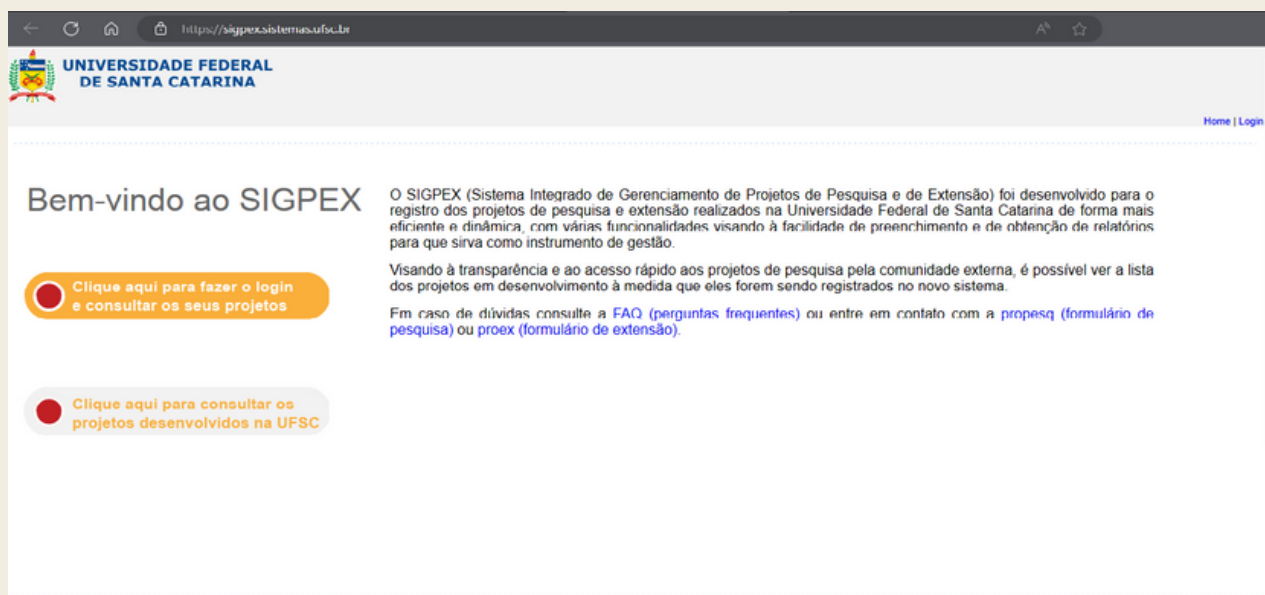 https://sigpex.sistemas.ufsc.br
UNIVERSIDADE FEDERAL
DE SANTA CATARINA
Home | Login
Bem-vindo ao SIGPEX
Clique aqui para fazer o login
e consultar os seus projetos
Clique aqui para consultar os
projetos desenvolvidos na UFSC
O SIGPEX (Sistema Integrado de Gerenciamento de Projetos de Pesquisa e de Extensão) foi desenvolvido para o
registro dos projetos de pesquisa e extensão realizados na Universidade Federal de Santa Catarina de forma mais
eficiente e dinâmica, com várias funcionalidades visando à facilidade de preenchimento e de obtenção de relatórios
para que sirva como instrumento de gestão.
Visando à transparência e ao acesso rápido aos projetos de pesquisa pela comunidade externa, é possível ver a lista
dos projetos em desenvolvimento à medida que eles forem sendo registrados no novo sistema.
Em caso de dúvidas consulte a FAQ (perguntas frequentes) ou entre em contato com a propesq (formulário de
pesquisa) ou proex (formulário de extensão).